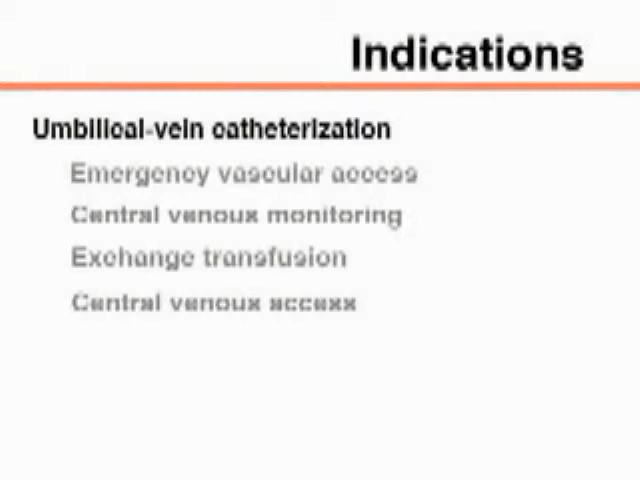 Indications
Umbilical-vein catheterization
Emergency vascular access
Central venous monitoring
Exchange transfusion
Central venous access